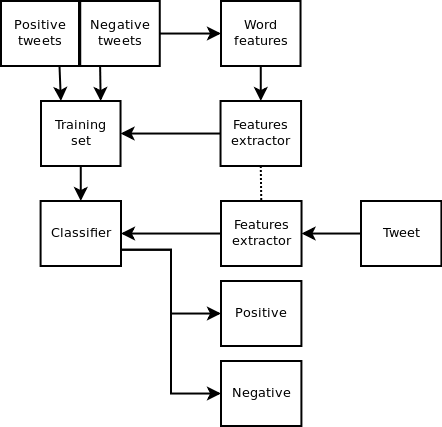 Positive
tweets
Negative
tweets
Word
features
Training
set
Features
extractor
Classifier
Features
extractor
Tweet
Positive
Negative